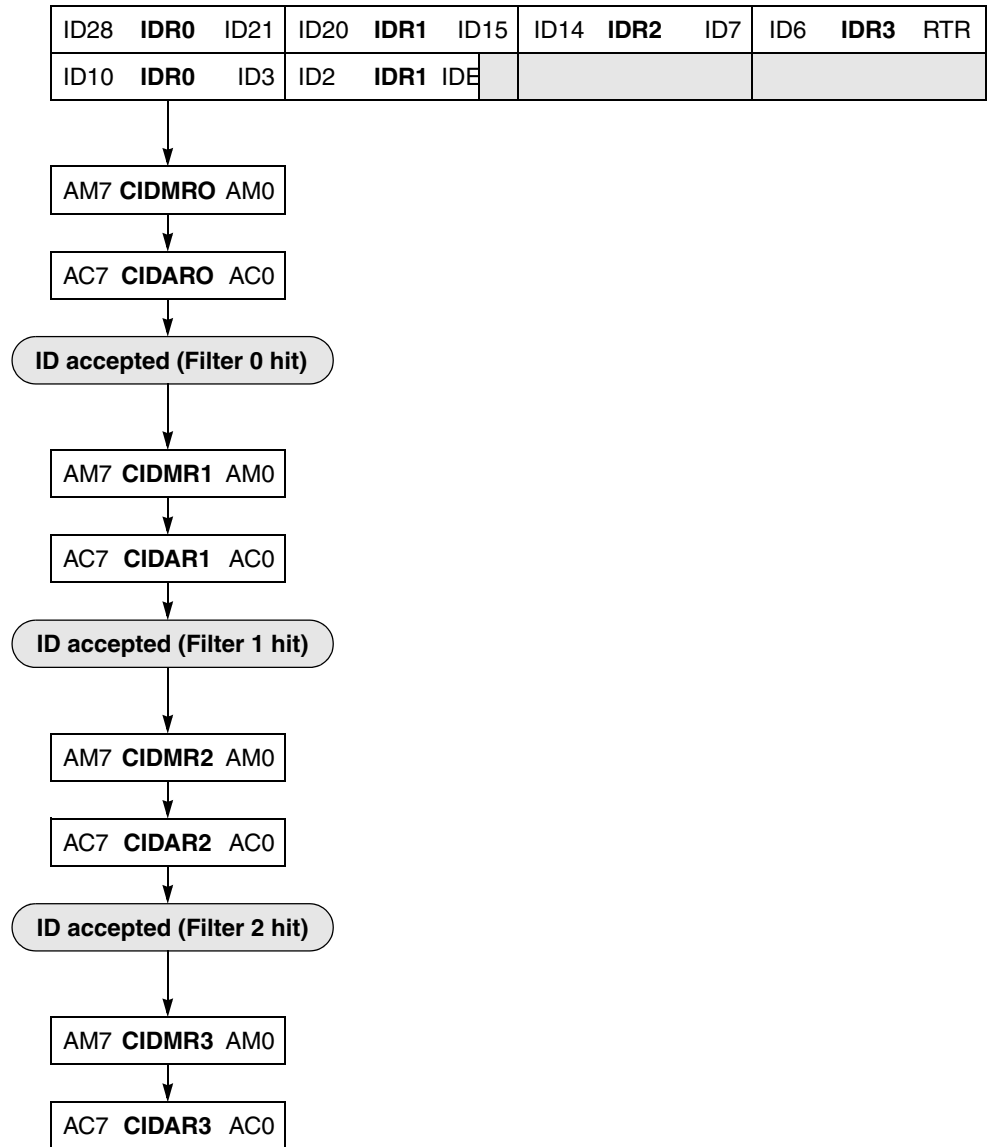 ID28 IDR0 ID21 ID20 IDR1 ID15 ID14 IDR2 ID7 ID6 IDR3 RTR
ID10 IDR0 ID3 ID2 IDR1 IDE
AM7 CIDMRO AM0
AC7 CIDARO AC0
ID accepted (Filter 0 hit)
AM7 CIDMR1 AM0
AC7 CIDAR1 AC0
ID accepted (Filter 1 hit)
AM7 CIDMR2 AM0
AC7 CIDAR2 AC0
ID accepted (Filter 2 hit)
AM7 CIDMR3 AM0
AC7 CIDAR3 AC0